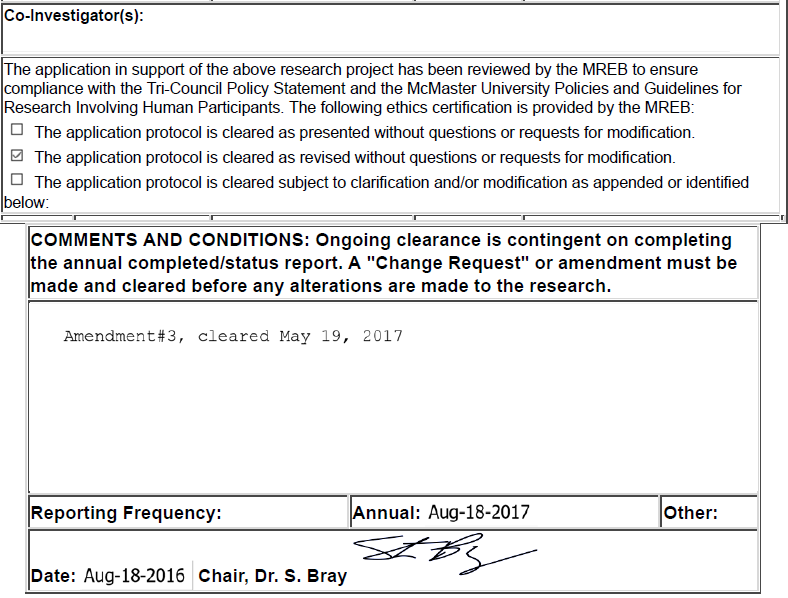 Co-Investigator(s):
The application in support of the above research project has been reviewed by the MREB to ensure
compliance with the Tri-Council Policy Statement and the McMaster University Policies and Guidelines for
Research Involving Human Participants. The following ethics certification is provided by the MREB:
The application protocol is cleared as presented without questions or requests for modification.
The application protocol is cleared as revised without questions or requests for modification.
The application protocol is cleared subject to clarification and/or modification as appended or identified
below:
COMMENTS AND CONDITIONS: Ongoing clearance is contingent on completing
the annual completed/status report. A "Change Request" or amendment must be
made and cleared before any alterations are made to the research.
Amendment#3, cleared May 19, 2017
Reporting Frequency: Annual: Aug-18-2017 Other:
Date: Aug-18-2016 Chair, Dr. S. Bray